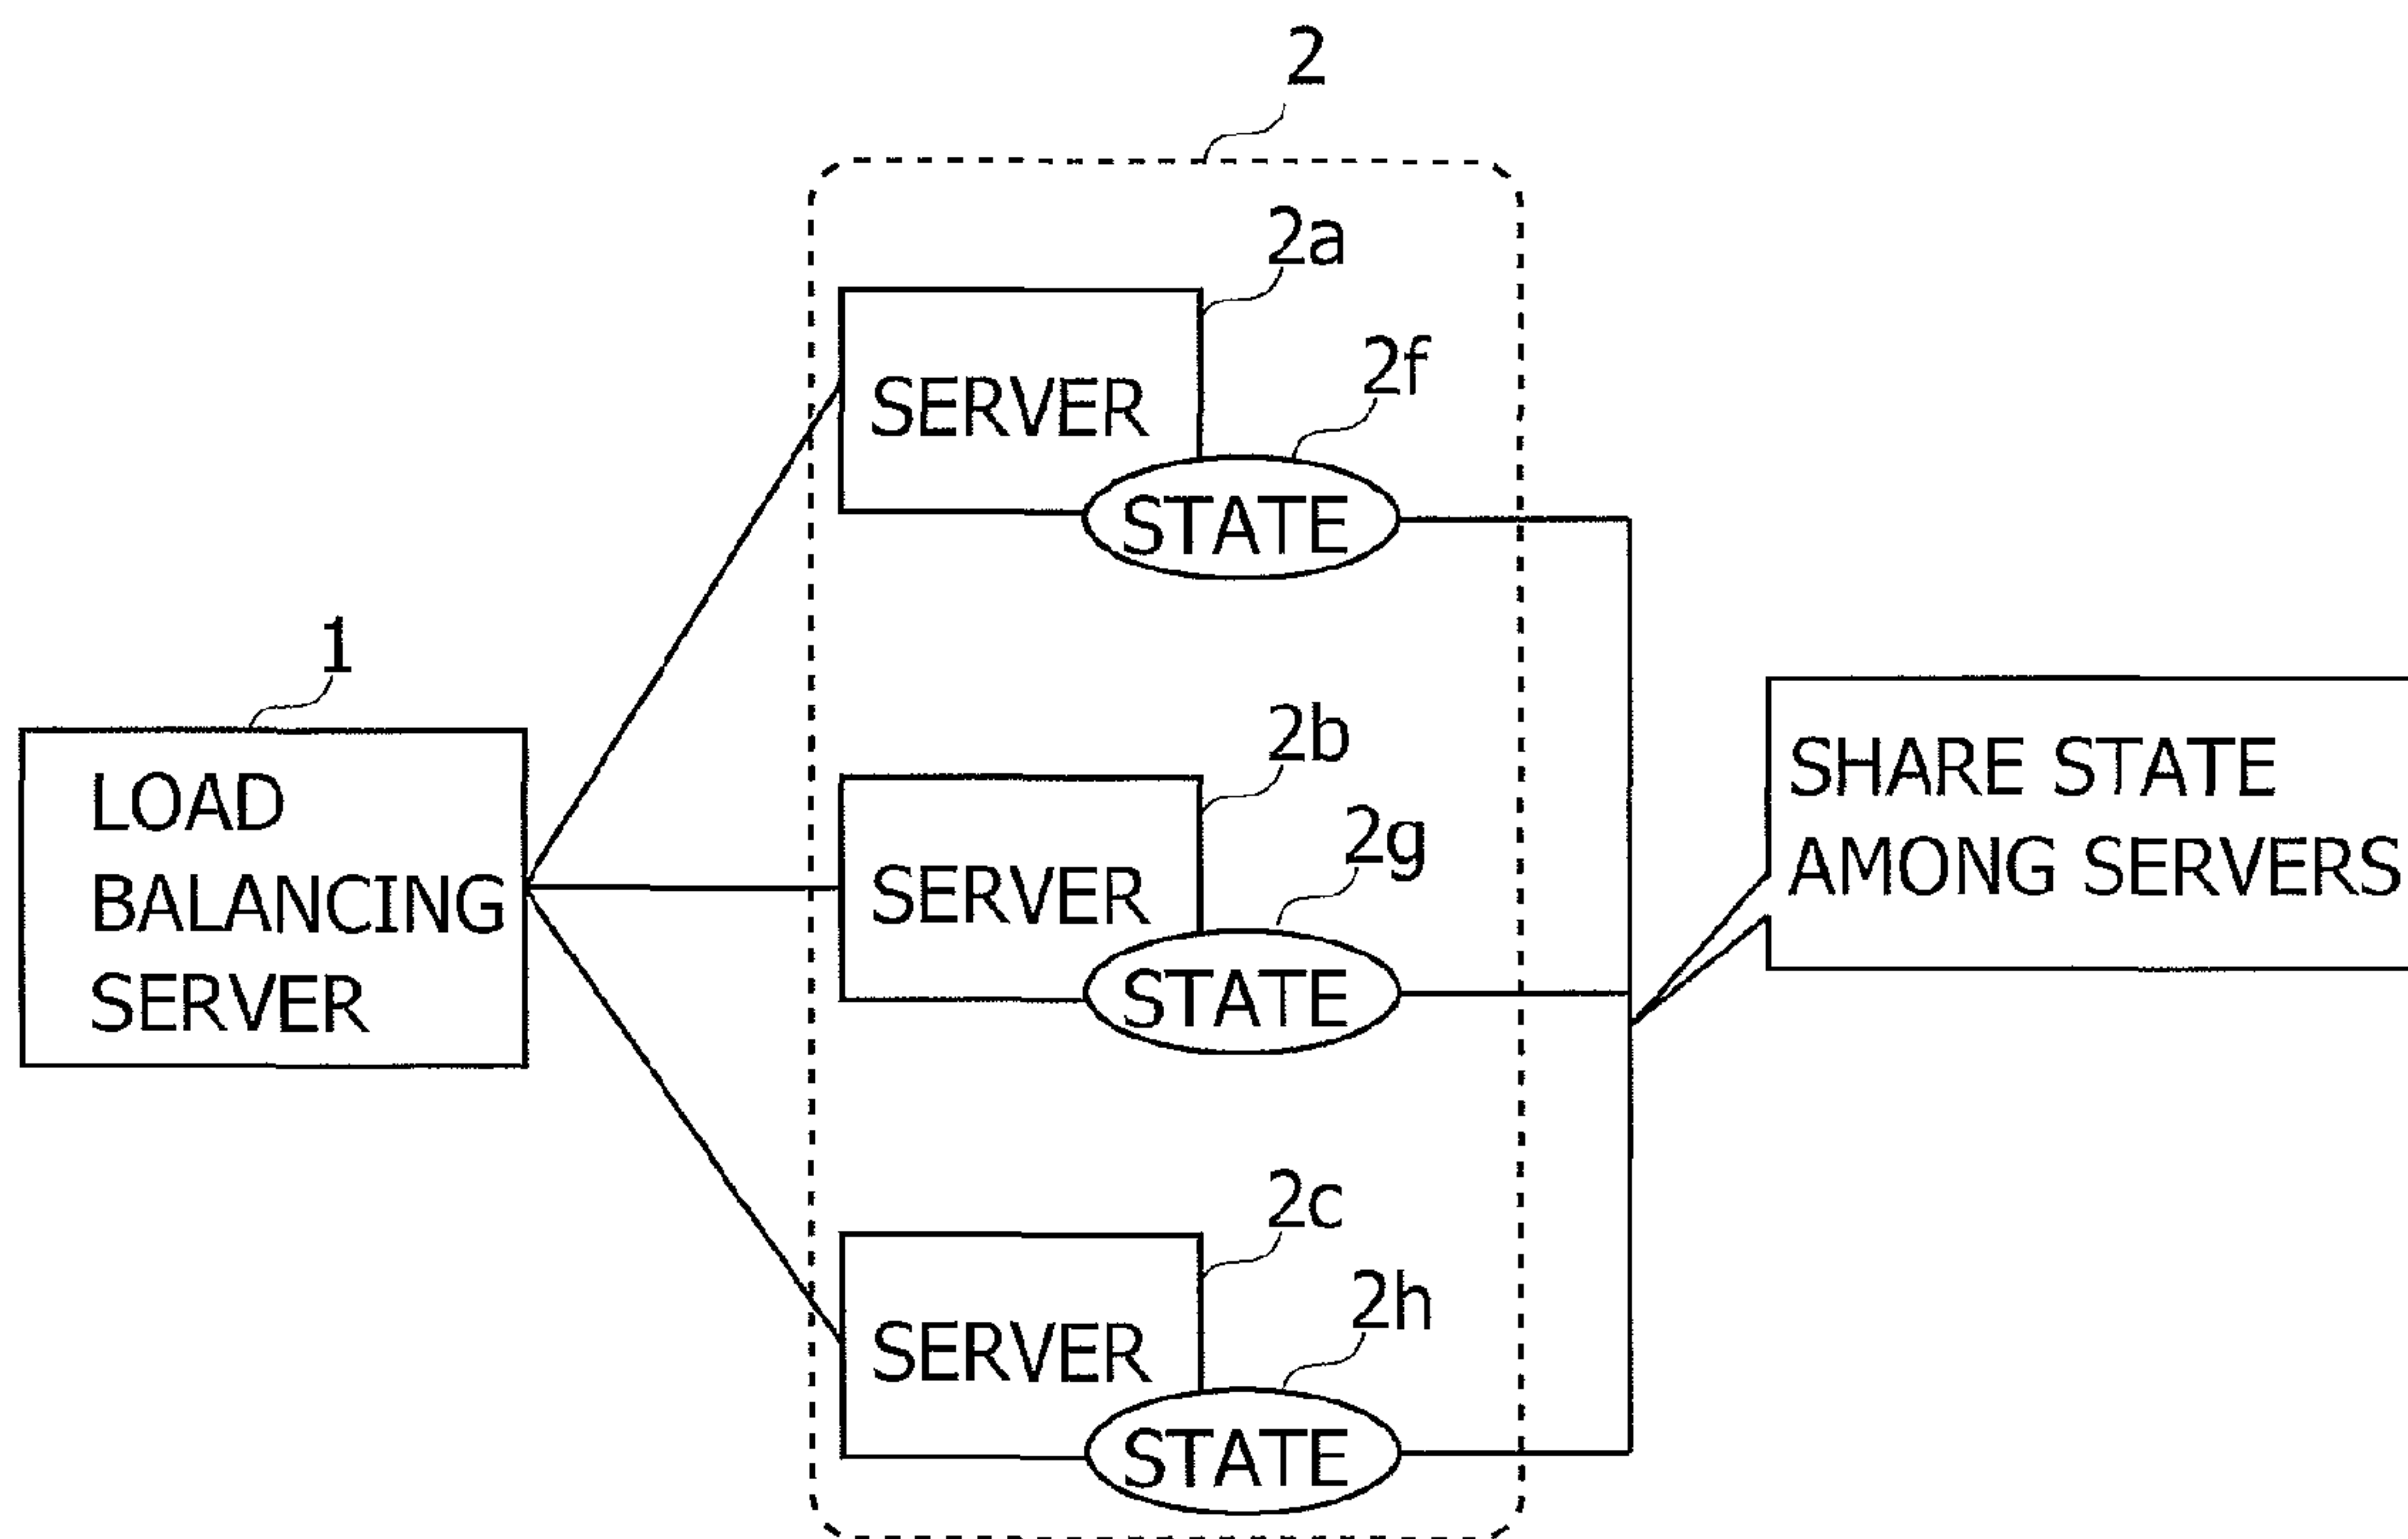 2
2a
SERVER
2f
STATE
1
LOAD
BALANCING
SERVER
2b
SERVER
2g
STATE
SHARE STATE
AMONG SERVERS
2c
SERVER
2h
STATE